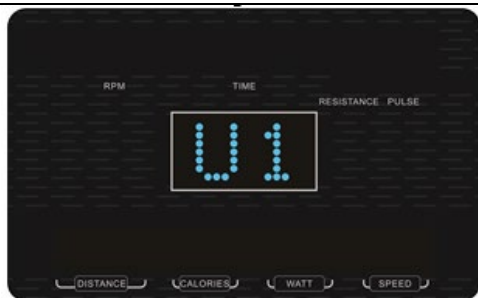 RPM TIME
RESISTANCE PULSE
U1
DISTANCE CALORIES WATT SPEED